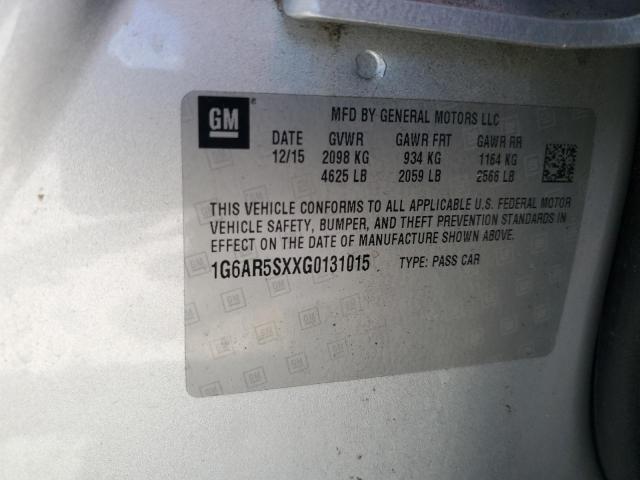 GM ®
MFD BY GENERAL MOTORS LLC
DATE GVWR GAWR FRT GAWR RR
12/15 2098 KG 934 KG 1164 KG
4625 LB 2059 LB 2566 LB
THIS VEHICLE CONFORMS TO ALL APPLICABLE U.S. FEDERAL MOTOR
VEHICLE SAFETY, BUMPER, AND THEFT PREVENTION STANDARDS IN
EFFECT ON THE DATE OF MANUFACTURE SHOWN ABOVE.
1G6AR5SXXG0131015 TYPE: PASS CAR